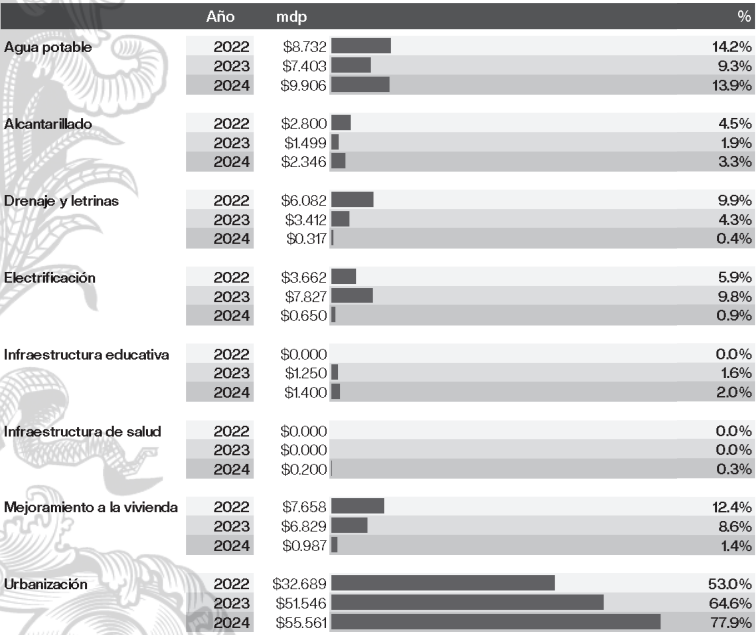 Año mdp %
Agua potable 2022 $8.732 14.2%
2023 $7.403 9.3%
2024 $9.906 13.9%
Alcantarillado 2022 $2.800 4.5%
2023 $1.499 1.9%
2024 $2.346 3.3%
Drenaje y letrinas 2022 $6.082 9.9%
2023 $3.412 4.3%
2024 $0.317 0.4%
Electrificación 2022 $3.662 5.9%
2023 $7.827 9.8%
2024 $0.650 0.9%
Infraestructura educativa 2022 $0.000 0.0%
2023 $1.250 1.6%
2024 $1.400 2.0%
Infraestructura de salud 2022 $0.000 0.0%
2023 $0.000 0.0%
2024 $0.200 0.3%
Mejoramiento a la vivienda 2022 $7.658 12.4%
2023 $6.829 8.6%
2024 $0.987 1.4%
Urbanización 2022 $32.689 53.0%
2023 $51.546 64.6%
2024 $55.561 77.9%